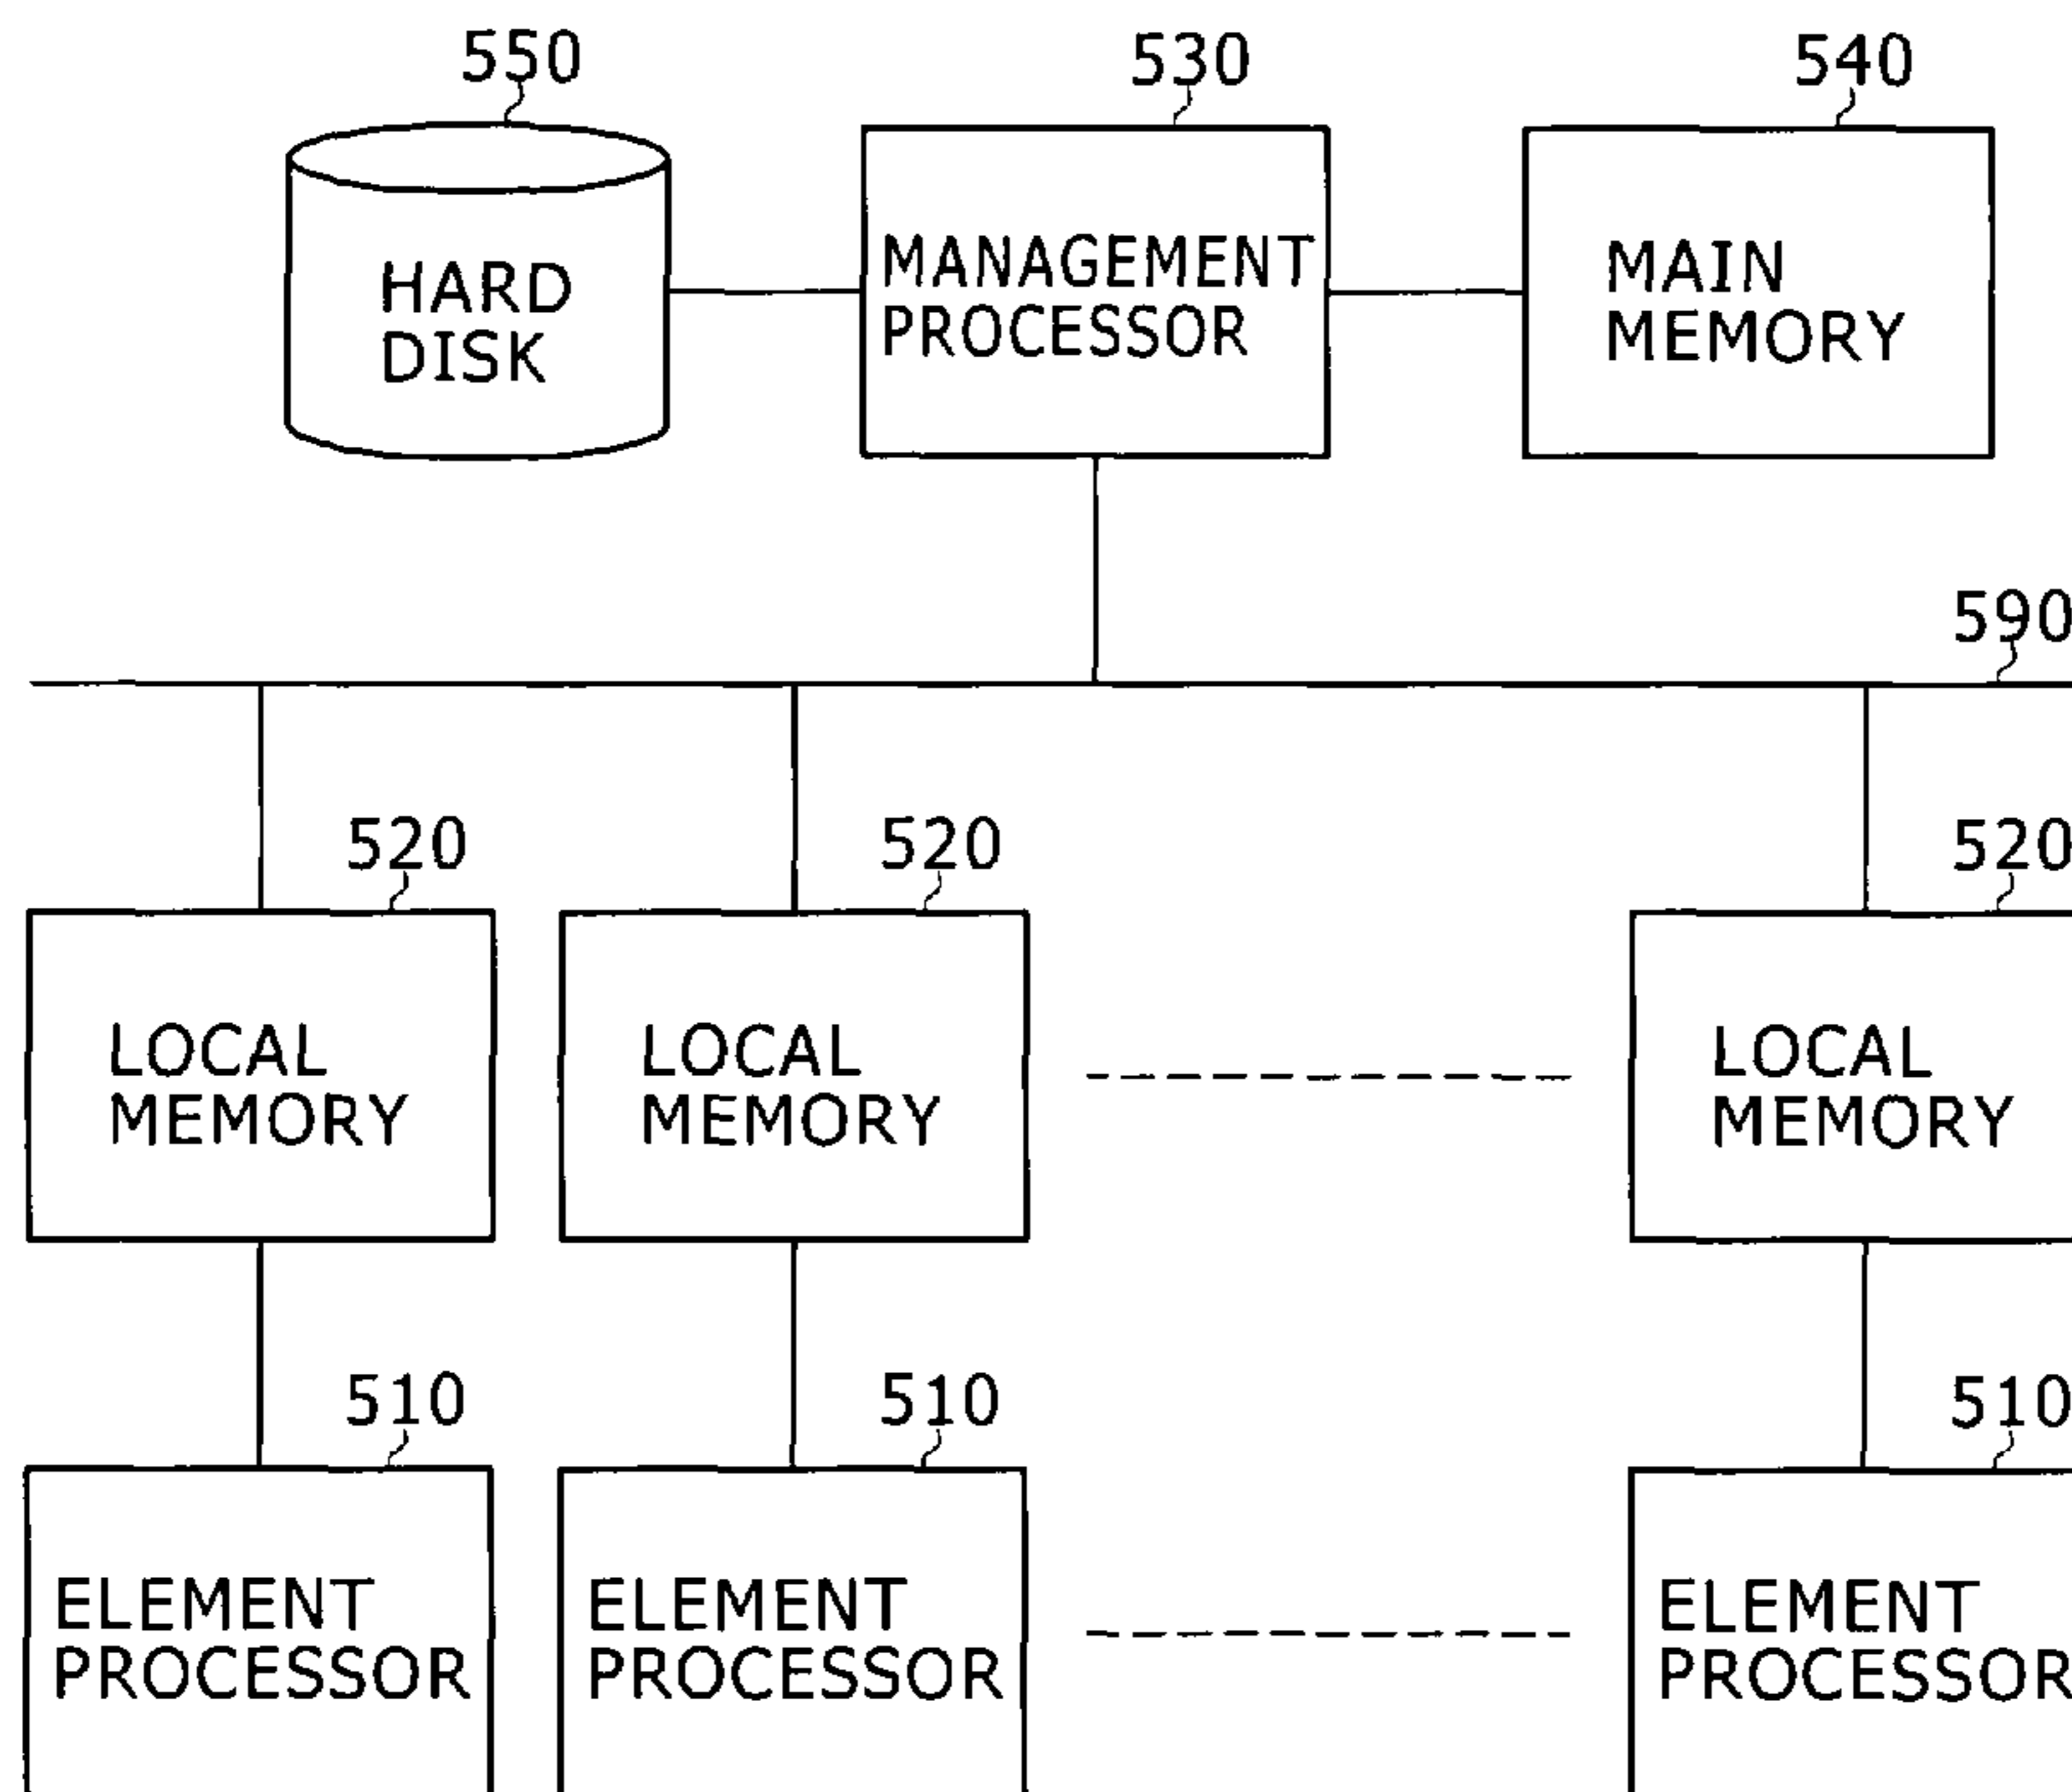 550
530
540
HARD
DISK
MANAGEMENT
PROCESSOR
MAIN
MEMORY
590
520
520
520
LOCAL
MEMORY
LOCAL
MEMORY
LOCAL
MEMORY
510
510
510
ELEMENT
PROCESSOR
ELEMENT
PROCESSOR
ELEMENT
PROCESSOR